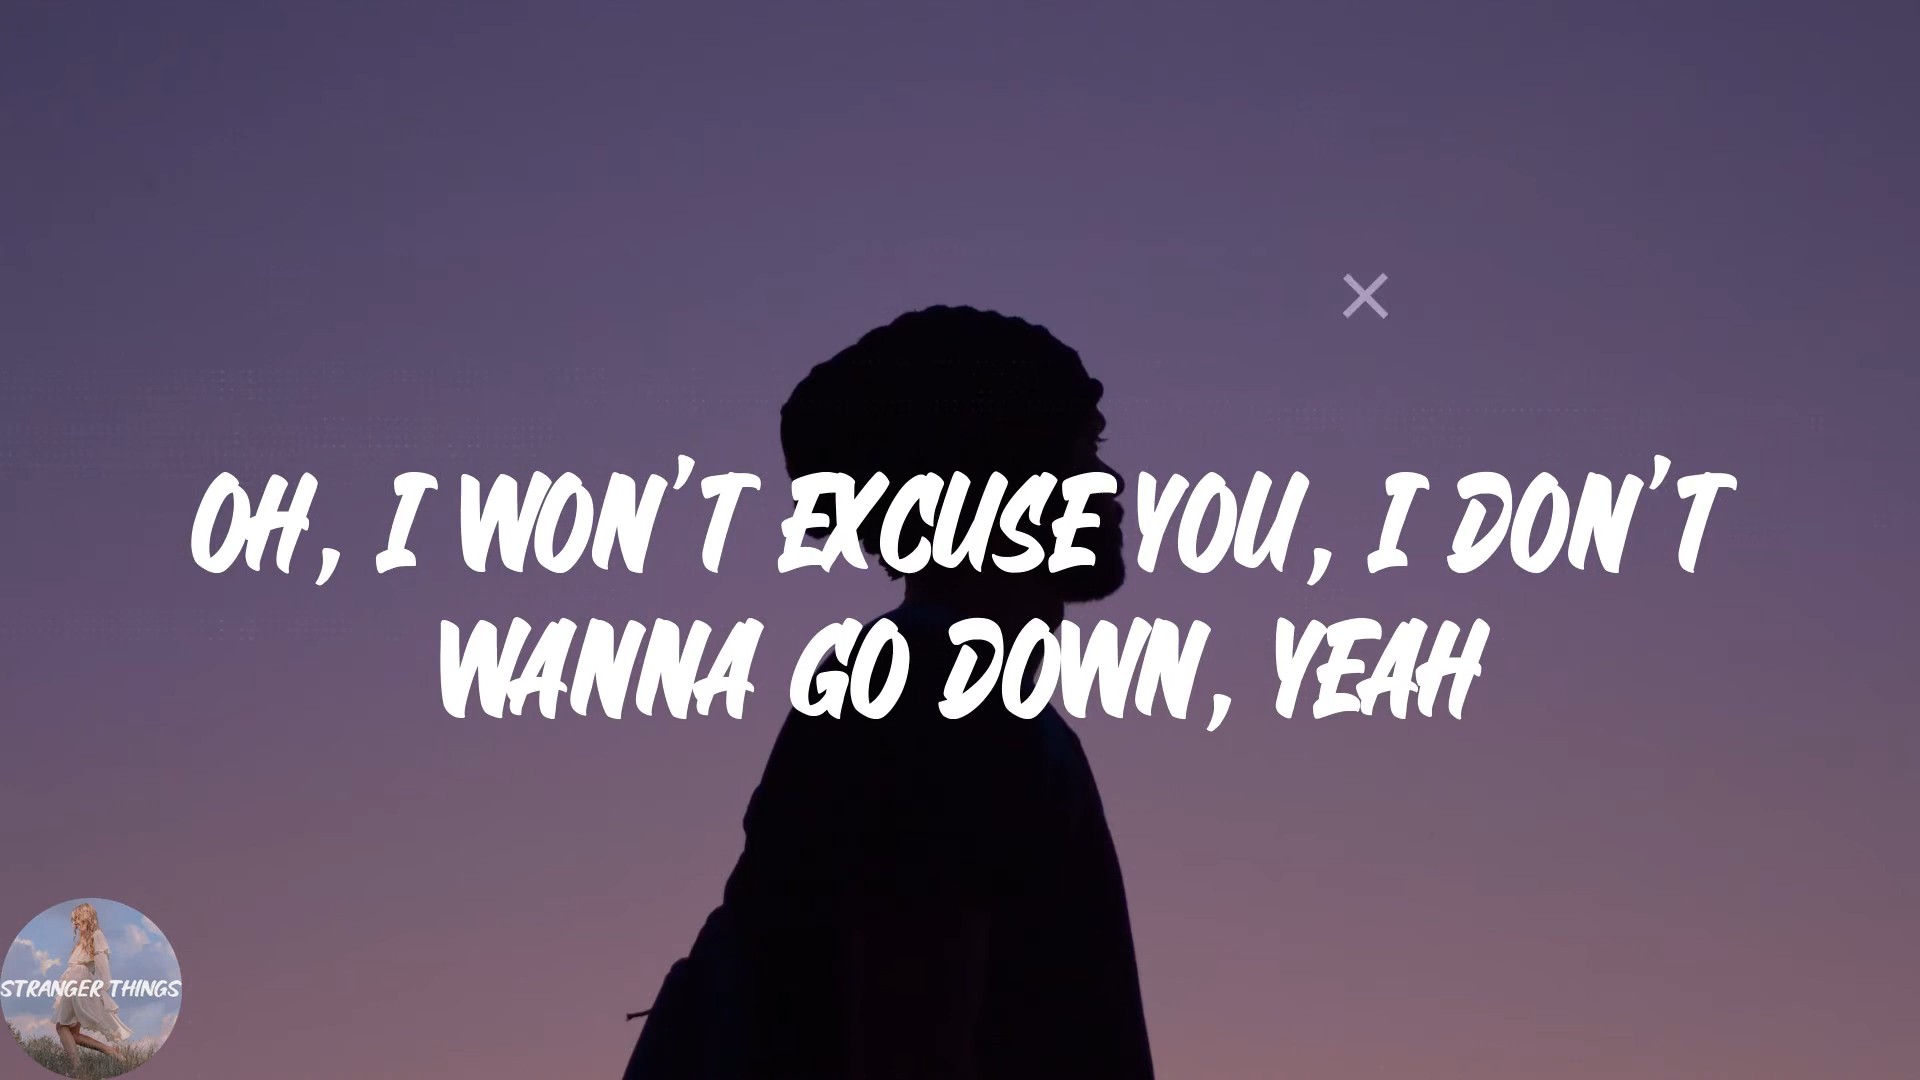 OH, I WON'T EXCUSE YOU, I DON'T
WANNA GO DOWN, YEAH
STRANGER THINGS